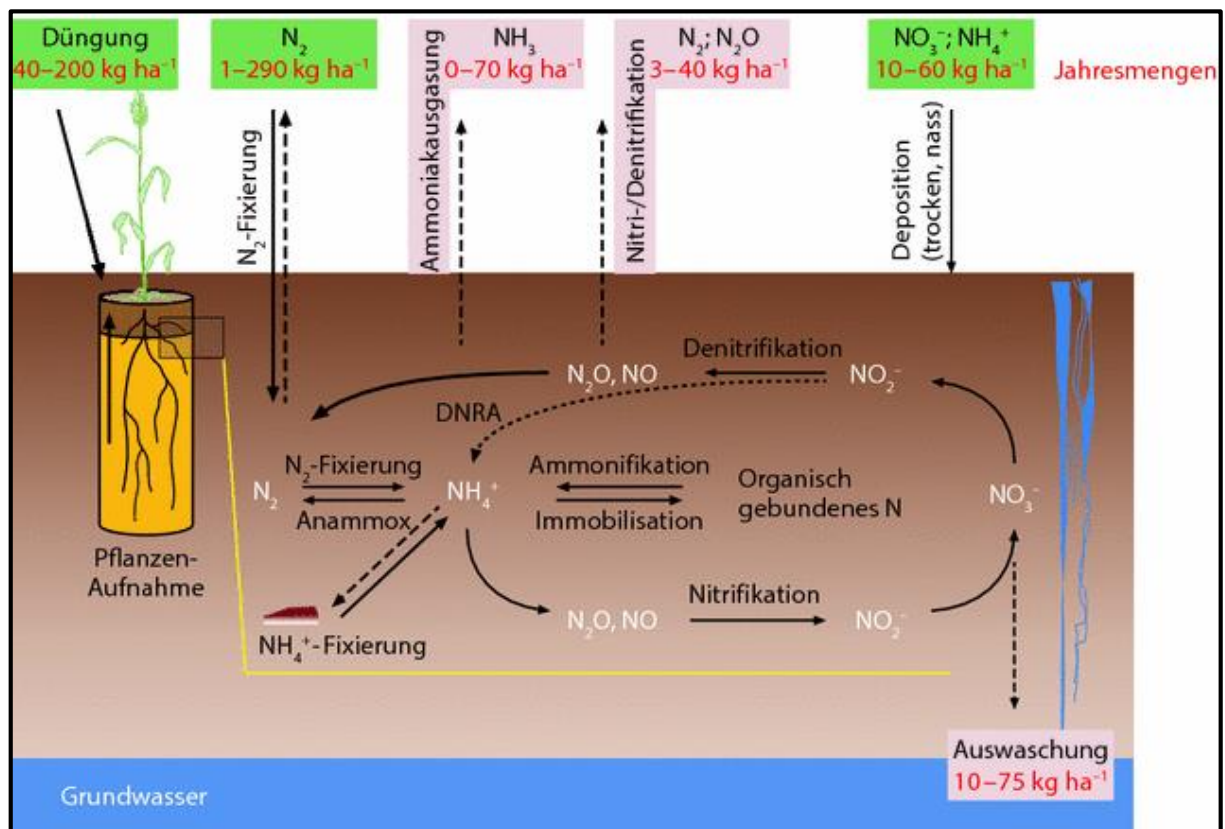 Düngung
40–200 kg ha⁻¹
N₂
1–290 kg ha⁻¹
NH₃
0–70 kg ha⁻¹
N₂; N₂O
3–40 kg ha⁻¹
NO₃⁻; NH₄⁺
10–60 kg ha⁻¹
Jahresmengen
N₂-Fixierung
Ammoniakausgasung
Nitri-/Denitrifikation
Deposition
(trocken, nass)
Denitrifikation
N₂O, NO
NO₂⁻
DNRA
N₂-Fixierung
Ammonifikation
N₂
NH₄⁺
Organisch
gebundenes N
NO₃⁻
Anammox
Immobilisation
Pflanzen-
Aufnahme
Nitrifikation
N₂O, NO
NO₂⁻
NH₄⁺-Fixierung
Auswaschung
10–75 kg ha⁻¹
Grundwasser